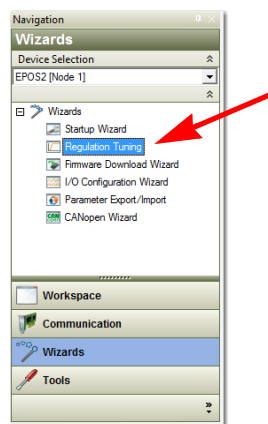 Navigation
Wizards
Device Selection
EPOS2 [Node 1]
Wizards
Startup Wizard
Regulation Tuning
Firmware Download Wizard
I/O Configuration Wizard
Parameter Export/Import
CANopen Wizard
Workspace
Communication
Wizards
Tools